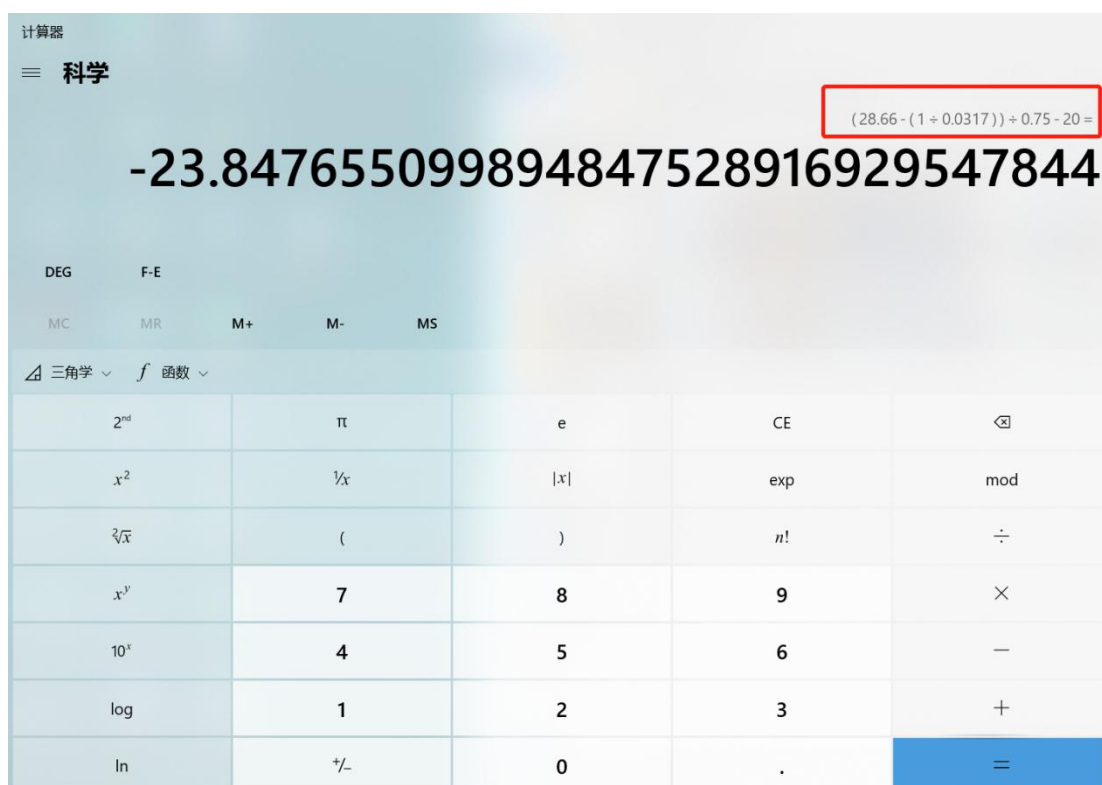 计算器
科学
( 28.66 - ( 1 ÷ 0.0317 ) ) ÷ 0.75 - 20 =
-23.847655099894847528916929547844
DEG F-E
MC MR M+ M- MS
三角学 f 函数
2ⁿᵈ π e CE
x² ¹/x |x| exp mod
²√x ( ) n! ÷
xʸ 7 8 9 ×
10ˣ 4 5 6 −
log 1 2 3 +
ln +/− 0 . =